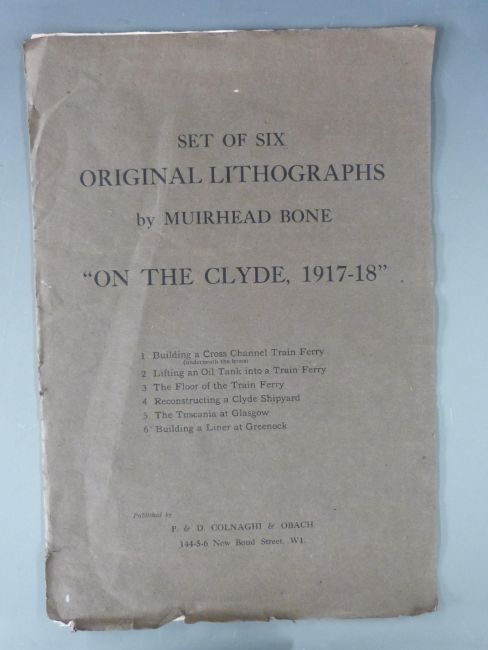 SET OF SIX
ORIGINAL LITHOGRAPHS
by MUIRHEAD BONE
"ON THE CLYDE, 1917-18"
1 Building a Cross Channel Train Ferry
(underneath the bows)
2 Lifting an Oil Tank into a Train Ferry
3 The Floor of the Train Ferry
4 Reconstructing a Clyde Shipyard
5 The Tuscania at Glasgow
6 Building a Liner at Greenock
Published by
P. & D. COLNAGHI & OBACH
144-5-6 New Bond Street, W1.